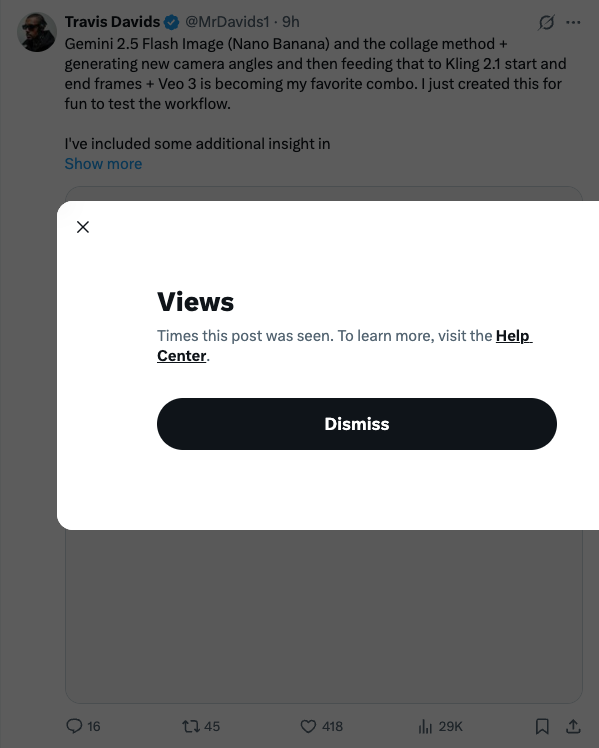 Travis Davids @MrDavids1 · 9h
Gemini 2.5 Flash Image (Nano Banana) and the collage method +
generating new camera angles and then feeding that to Kling 2.1 start and
end frames + Veo 3 is becoming my favorite combo. I just created this for
fun to test the workflow.
I've included some additional insight in
Show more
Views
Times this post was seen. To learn more, visit the Help
Center.
Dismiss
16 45 418 29K